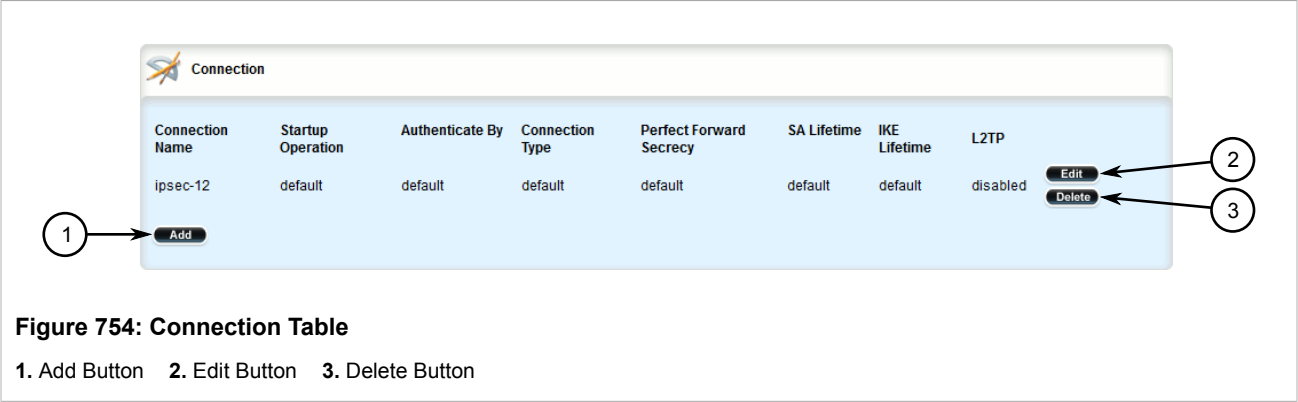 Connection
Connection Name Startup Operation Authenticate By Connection Type Perfect Forward Secrecy SA Lifetime IKE Lifetime L2TP
ipsec-12 default default default default default default disabled
Edit 2
Delete 3
1 Add
Figure 754: Connection Table
1. Add Button 2. Edit Button 3. Delete Button